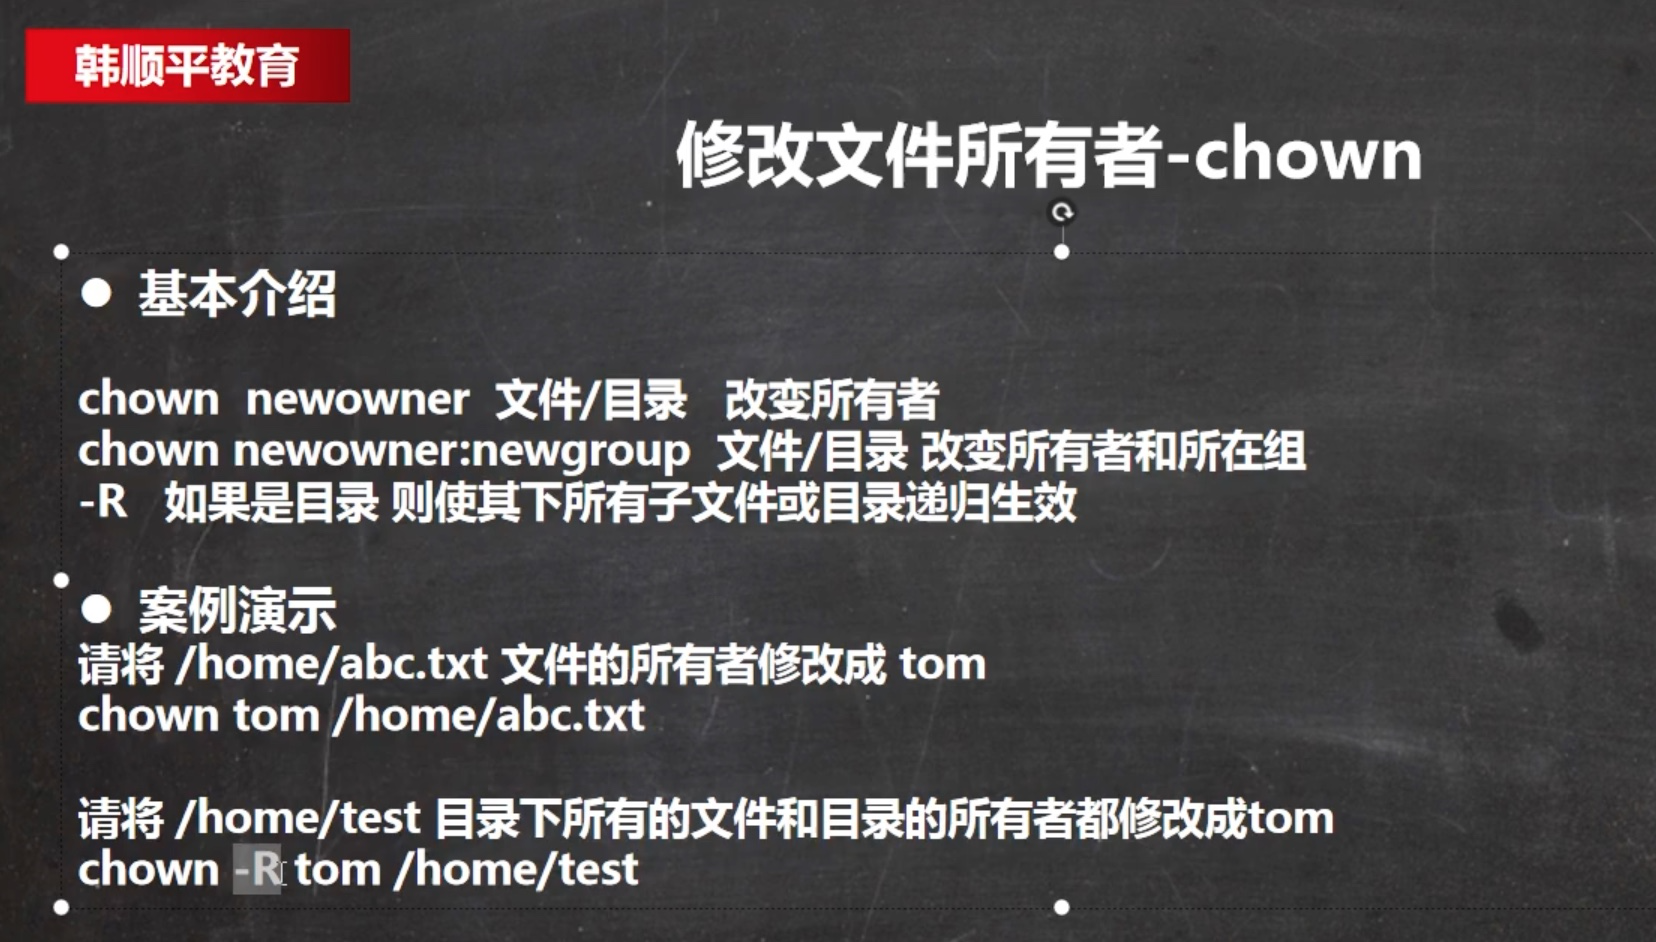 韩顺平教育
修改文件所有者-chown
● 基本介绍
chown newowner 文件/目录 改变所有者
chown newowner:newgroup 文件/目录 改变所有者和所在组
-R 如果是目录 则使其下所有子文件或目录递归生效
● 案例演示
请将 /home/abc.txt 文件的所有者修改成 tom
chown tom /home/abc.txt
请将 /home/test 目录下所有的文件和目录的所有者都修改成tom
chown -R tom /home/test